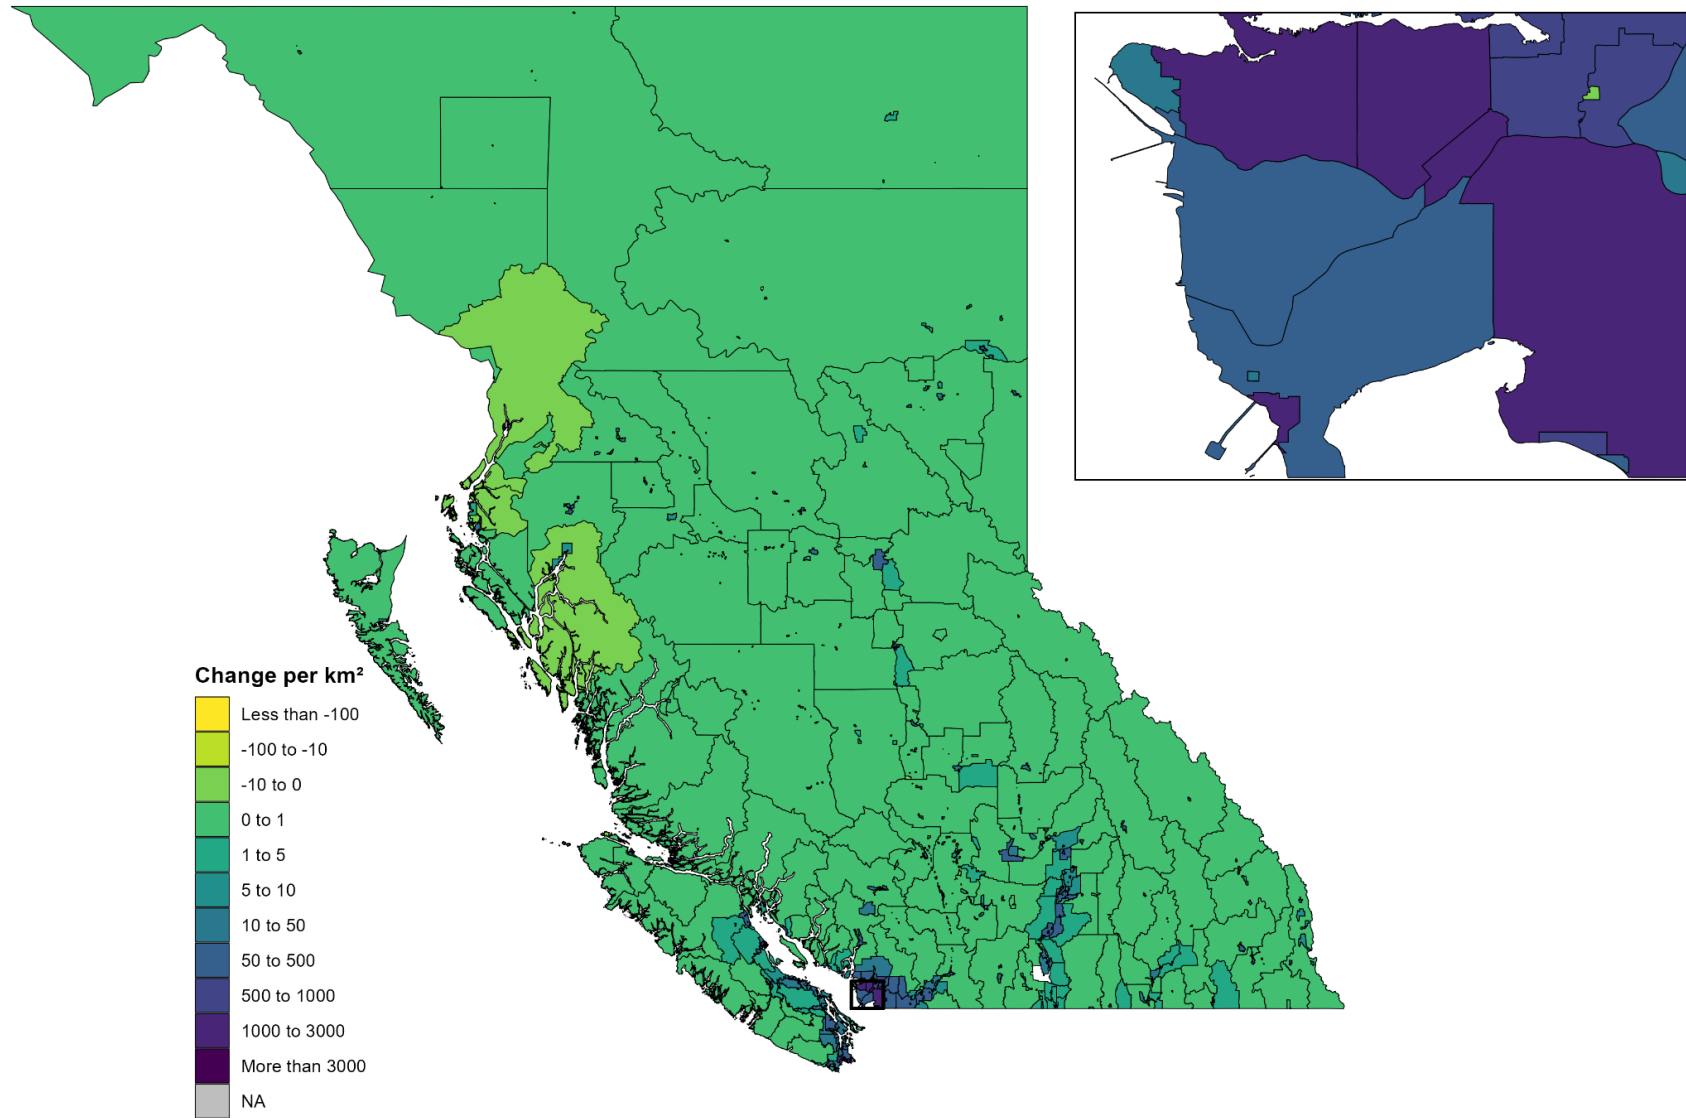 Change per km²
Less than -100
-100 to -10
-10 to 0
0 to 1
1 to 5
5 to 10
10 to 50
50 to 500
500 to 1000
1000 to 3000
More than 3000
NA